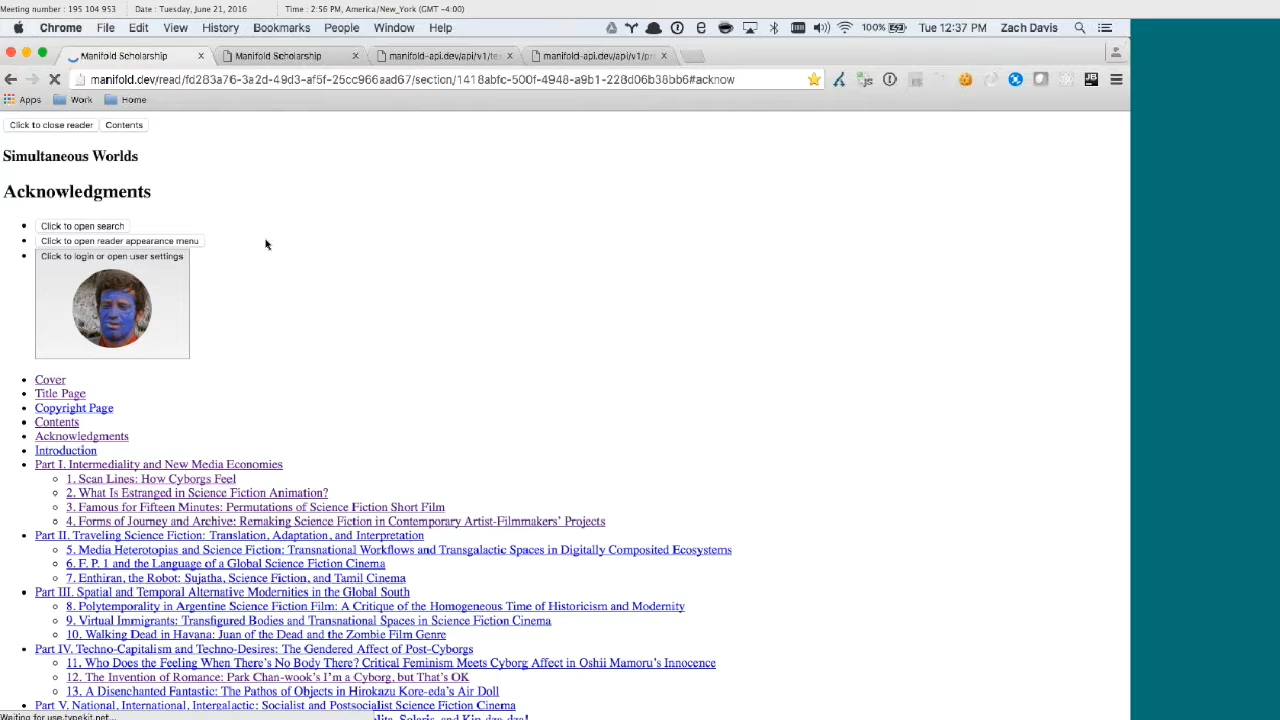 Meeting number : 195 104 953 Date : Tuesday, June 21, 2016 Time : 2:56 PM, America/New_York (GMT -4:00)
Chrome File Edit View History Bookmarks People Window Help 100% Tue 12:37 PM Zach Davis
Manifold Scholarship Manifold Scholarship manifold-api.dev/api/v1/te manifold-api.dev/api/v1/pr
manifold.dev/read/fd283a76-3a2d-49d3-af5f-25cc966aad67/section/1418abfc-500f-4948-a9b1-228d06b38bb6#acknow
Apps Work Home
Click to close reader Contents
Simultaneous Worlds
Acknowledgments
Click to open search
Click to open reader appearance menu
Click to login or open user settings
Cover
Title Page
Copyright Page
Contents
Acknowledgments
Introduction
Part I. Intermediality and New Media Economies
1. Scan Lines: How Cyborgs Feel
2. What Is Estranged in Science Fiction Animation?
3. Famous for Fifteen Minutes: Permutations of Science Fiction Short Film
4. Forms of Journey and Archive: Remaking Science Fiction in Contemporary Artist-Filmmakers' Projects
Part II. Traveling Science Fiction: Translation, Adaptation, and Interpretation
5. Media Heterotopias and Science Fiction: Transnational Workflows and Transgalactic Spaces in Digitally Composited Ecosystems
6. F. P. 1 and the Language of a Global Science Fiction Cinema
7. Enthiran, the Robot: Sujatha, Science Fiction, and Tamil Cinema
Part III. Spatial and Temporal Alternative Modernities in the Global South
8. Polytemporality in Argentine Science Fiction Film: A Critique of the Homogeneous Time of Historicism and Modernity
9. Virtual Immigrants: Transfigured Bodies and Transnational Spaces in Science Fiction Cinema
10. Walking Dead in Havana: Juan of the Dead and the Zombie Film Genre
Part IV. Techno-Capitalism and Techno-Desires: The Gendered Affect of Post-Cyborgs
11. Who Does the Feeling When There's No Body There? Critical Feminism Meets Cyborg Affect in Oshii Mamoru's Innocence
12. The Invention of Romance: Park Chan-wook's I'm a Cyborg, but That's OK
13. A Disenchanted Fantastic: The Pathos of Objects in Hirokazu Kore-eda's Air Doll
Part V. National, International, Intergalactic: Socialist and Postsocialist Science Fiction Cinema
Waiting for use.typekit.net... Solaris, and Kin-dza-dza!